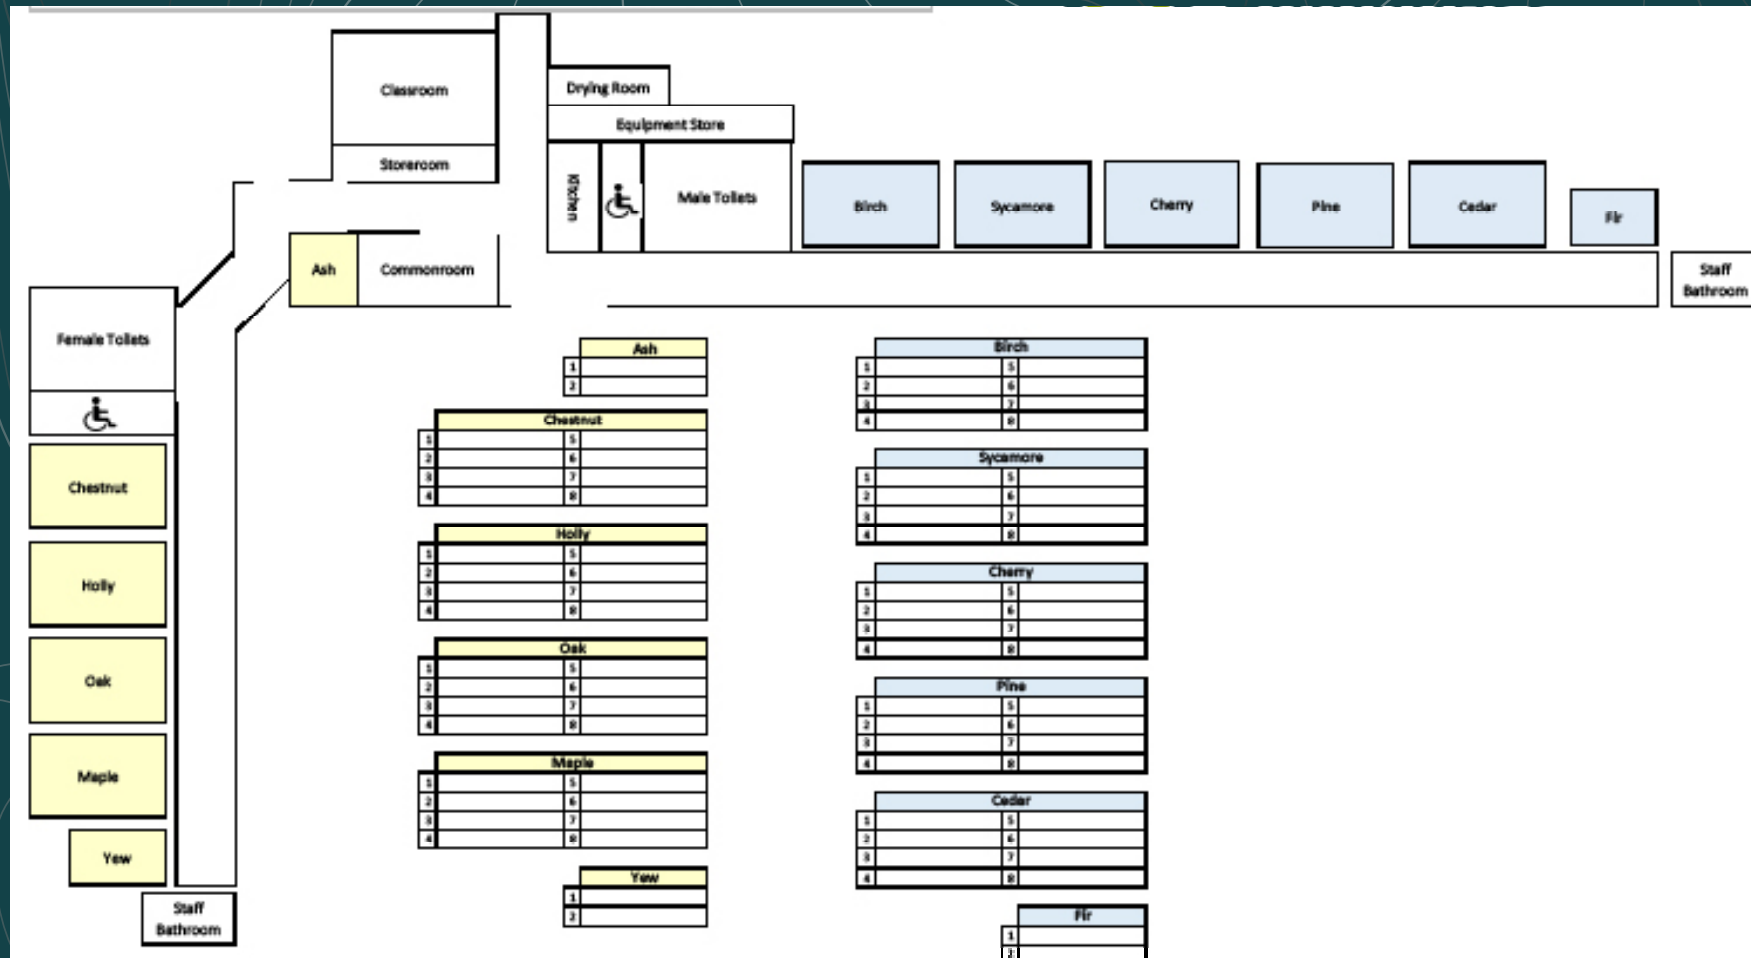 Classroom
Storeroom
Drying Room
Equipment Store
Kitchen
Male Toilets
Birch
Sycamore
Cherry
Pine
Cedar
Fir
Staff
Bathroom
Ash
Commonroom
Female Toilets
Chestnut
Holly
Oak
Maple
Yew
Staff
Bathroom
Ash
1
2
Chestnut
1 5
2 6
3 7
4 8
Holly
1 5
2 6
3 7
4 8
Oak
1 5
2 6
3 7
4 8
Maple
1 5
2 6
3 7
4 8
Yew
1
2
Birch
1 5
2 6
3 7
4 8
Sycamore
1 5
2 6
3 7
4 8
Cherry
1 5
2 6
3 7
4 8
Pine
1 5
2 6
3 7
4 8
Cedar
1 5
2 6
3 7
4 8
Fir
1
2